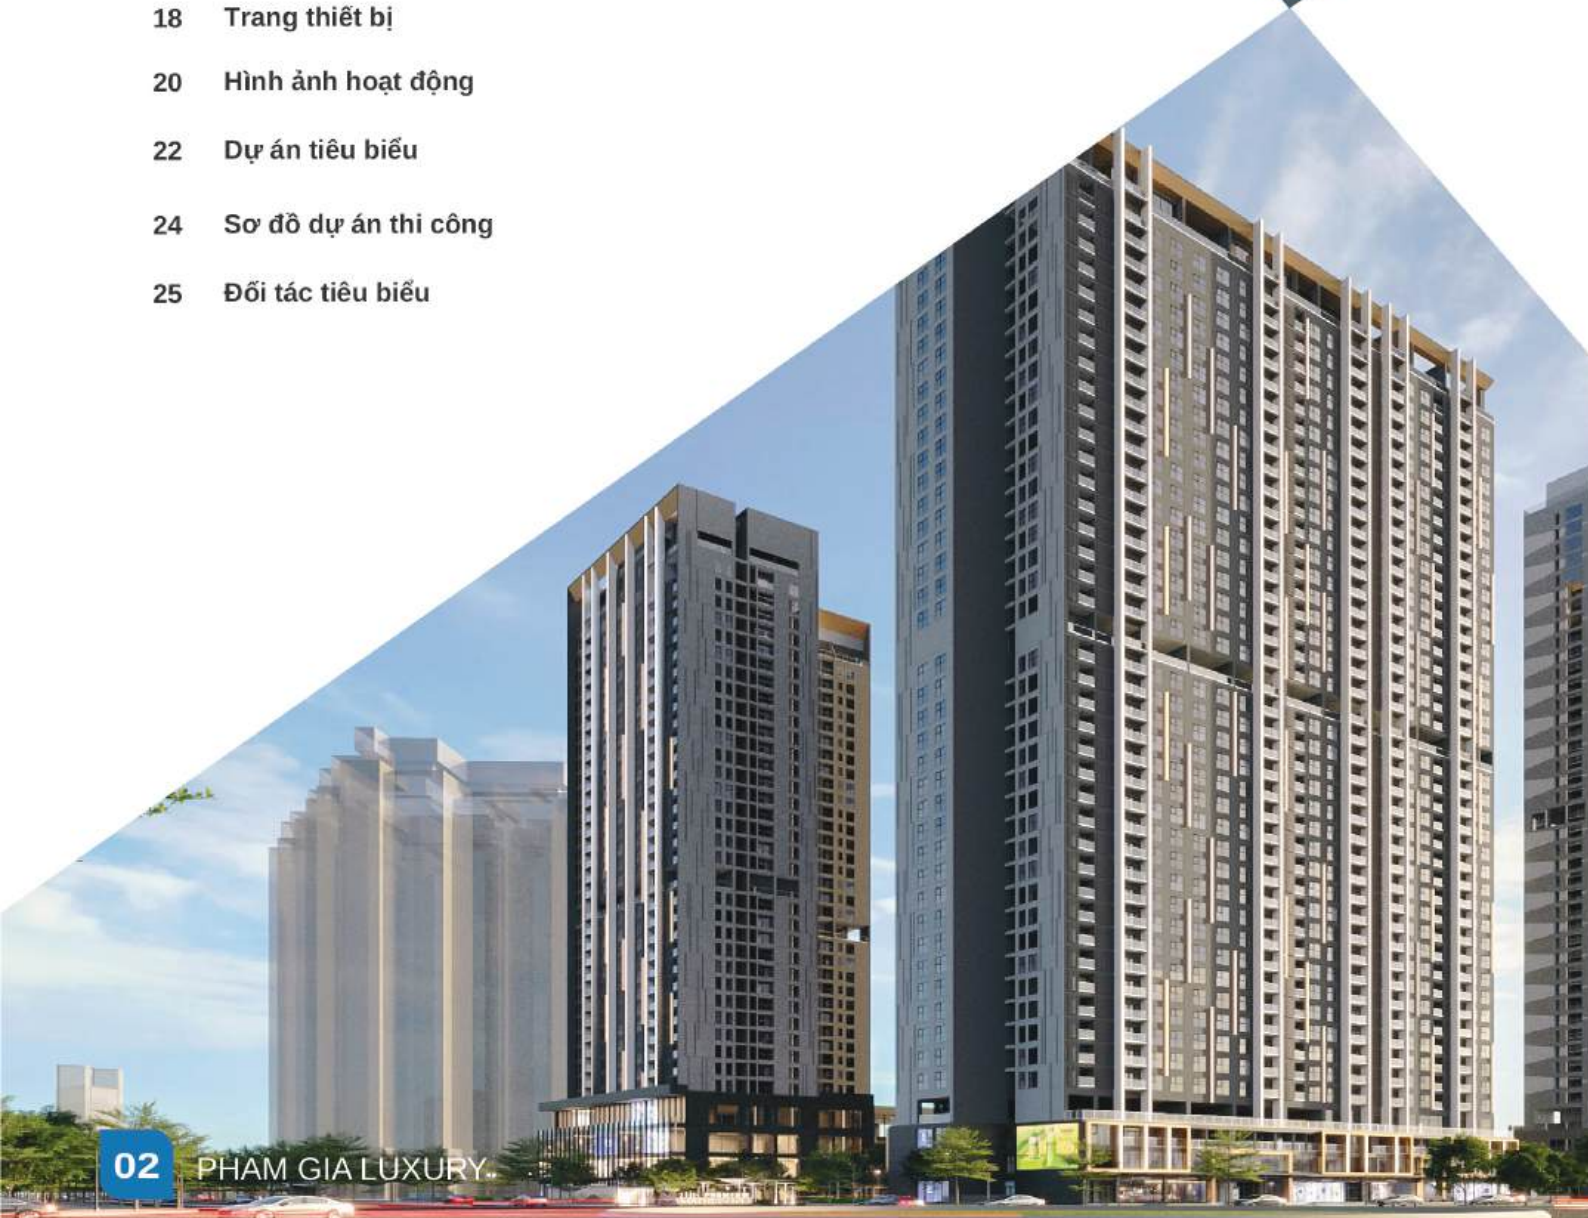 18 Trang thiết bị
20 Hình ảnh hoạt động
22 Dự án tiêu biểu
24 Sơ đồ dự án thi công
25 Đối tác tiêu biểu
02 PHAM GIA LUXURY